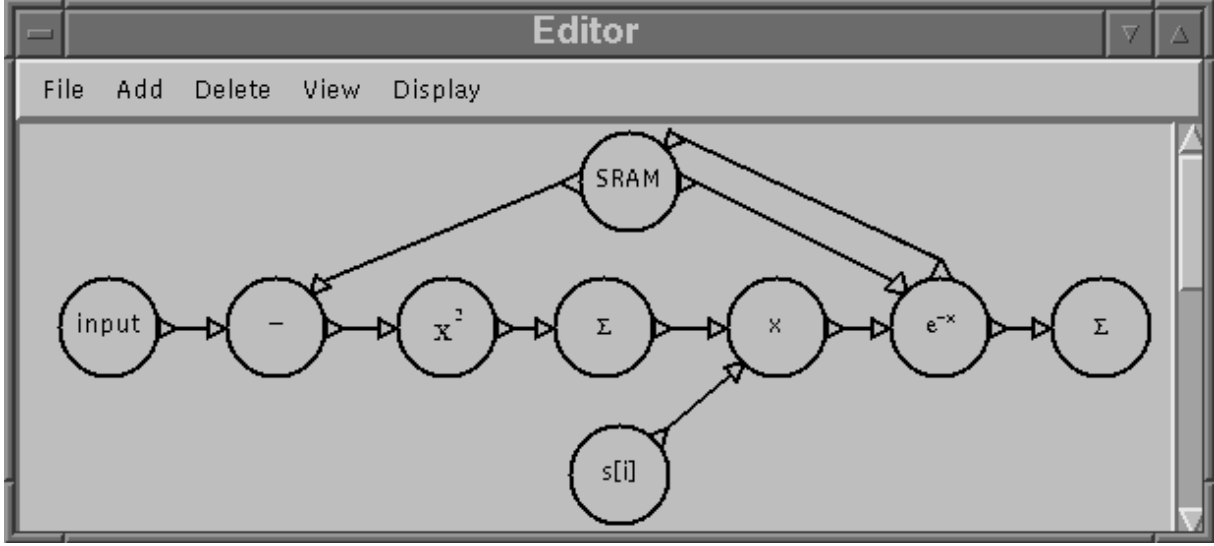 Editor
File Add Delete View Display
SRAM
input − x² Σ × e⁻ˣ Σ
s[i]